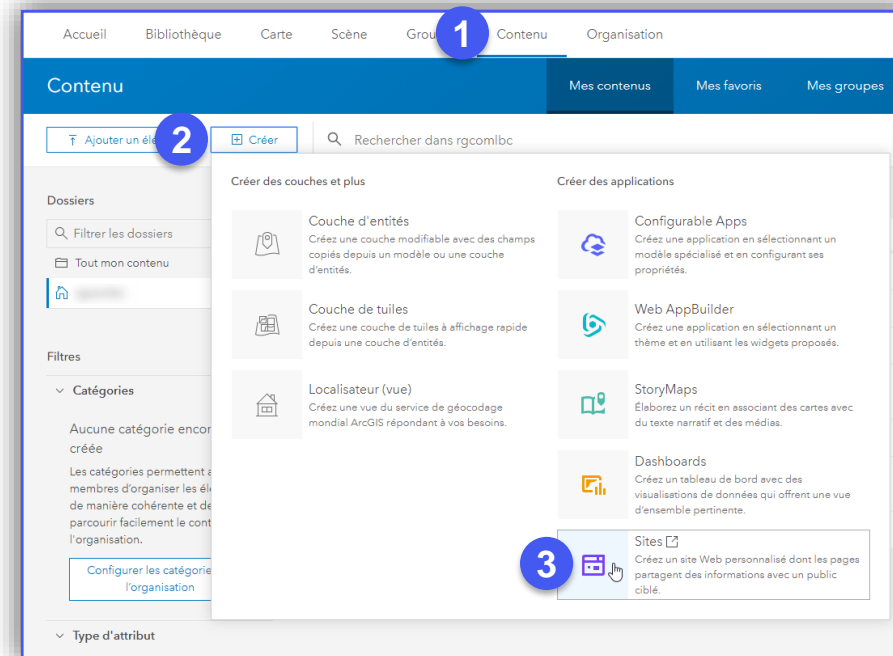 Accueil Bibliothèque Carte Scène Grou 1 Contenu Organisation
Contenu Mes contenus Mes favoris Mes groupes
Ajouter un élé 2 Créer Rechercher dans rgcomlbc
Dossiers
Filtrer les dossiers
Tout mon contenu
Filtres
Catégories
Aucune catégorie encor
créée
Les catégories permettent a
membres d'organiser les élé
de manière cohérente et de
parcourir facilement le cont
l'organisation.
Configurer les catégorie
l'organisation
Type d'attribut
Créer des couches et plus
Couche d'entités
Créez une couche modifiable avec des champs
copiés depuis un modèle ou une couche
d'entités.
Couche de tuiles
Créez une couche de tuiles à affichage rapide
depuis une couche d'entités.
Localisateur (vue)
Créez une vue du service de géocodage
mondial ArcGIS répondant à vos besoins.
Créer des applications
Configurable Apps
Créez une application en sélectionnant un
modèle spécialisé et en configurant ses
propriétés.
Web AppBuilder
Créez une application en sélectionnant un
thème et en utilisant les widgets proposés.
StoryMaps
Élaborez un récit en associant des cartes avec
du texte narratif et des médias.
Dashboards
Créez un tableau de bord avec des
visualisations de données qui offrent une vue
d'ensemble pertinente.
3
Sites
Créez un site Web personnalisé dont les pages
partagent des informations avec un public
ciblé.